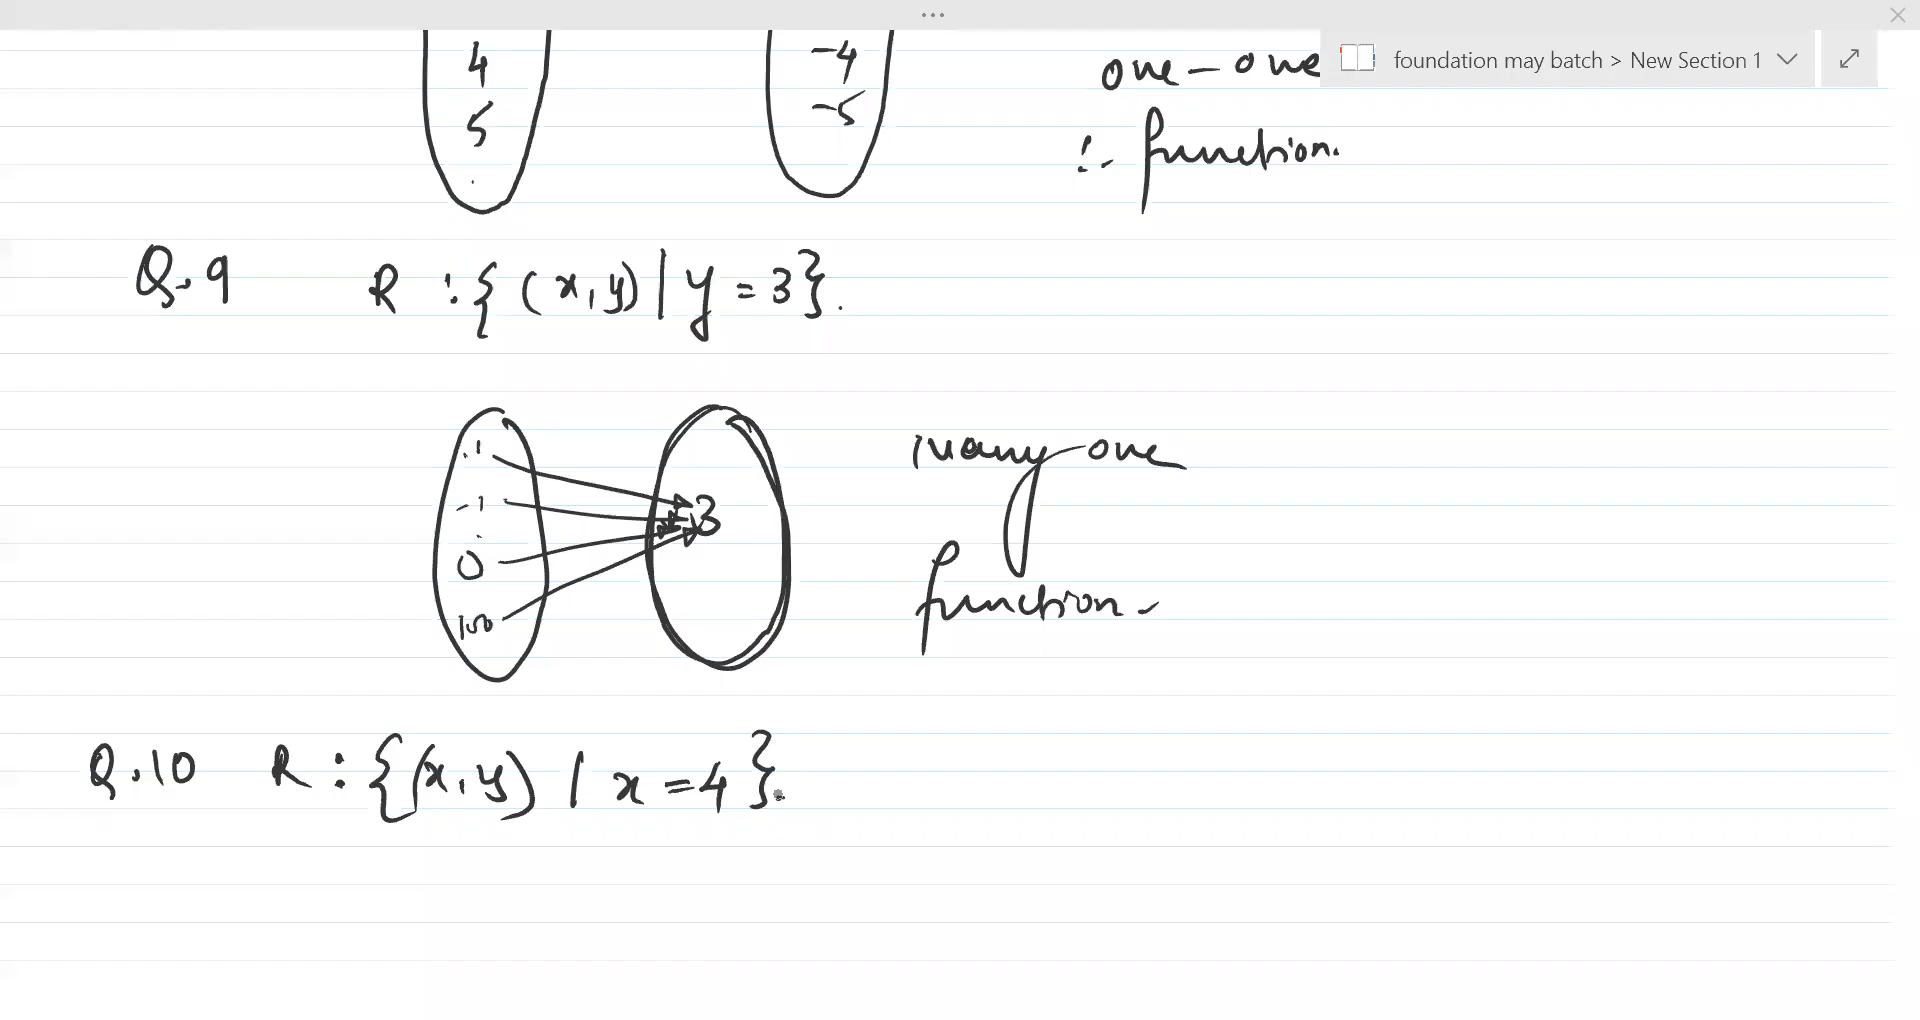 ...
foundation may batch > New Section 1
4 -4 one - one
5 -5
∴ function.
Q.9 R : { (x, y) | y = 3}.
1
-1 3 many one
0
100 function -
Q.10 R : {(x, y) / x = 4}